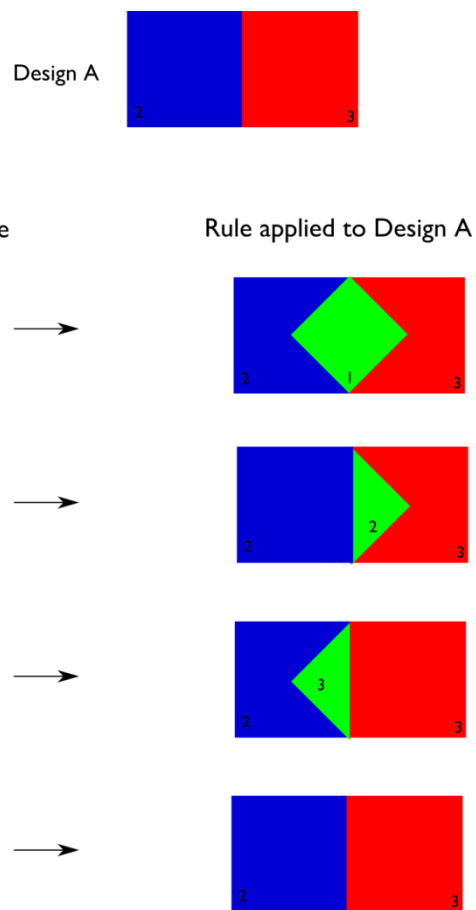 Design A
2 3
e Rule applied to Design A
2 1 3
2 2 3
2 3 3
2 3